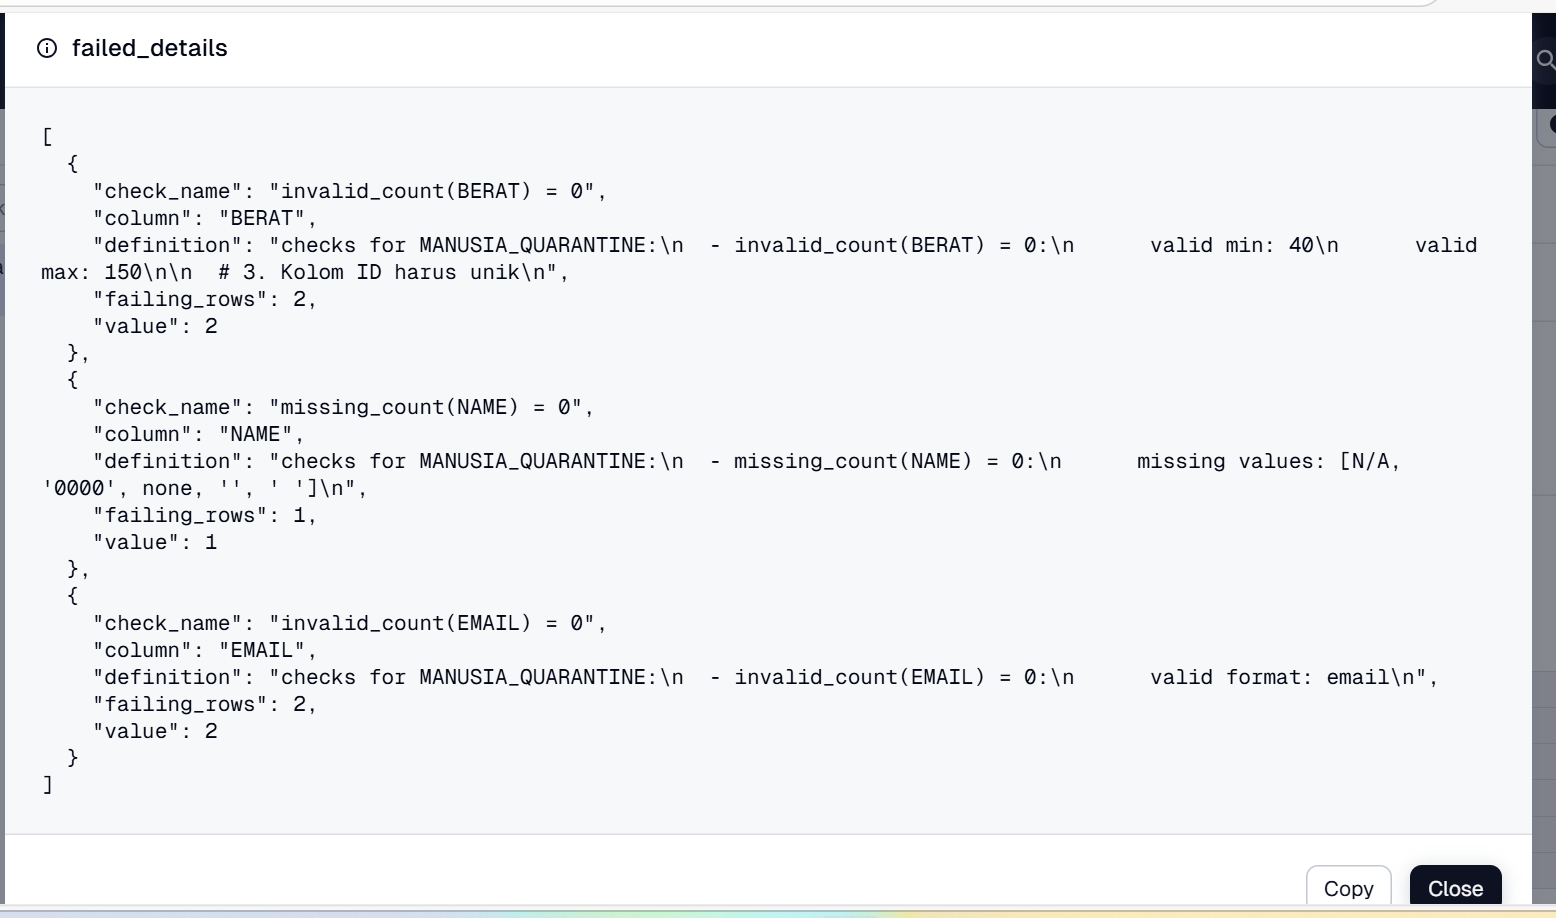 failed_details
[
  {
    "check_name": "invalid_count(BERAT) = 0",
    "column": "BERAT",
    "definition": "checks for MANUSIA_QUARANTINE:\n  - invalid_count(BERAT) = 0:\n      valid min: 40\n      valid
max: 150\n\n  # 3. Kolom ID harus unik\n",
    "failing_rows": 2,
    "value": 2
  },
  {
    "check_name": "missing_count(NAME) = 0",
    "column": "NAME",
    "definition": "checks for MANUSIA_QUARANTINE:\n  - missing_count(NAME) = 0:\n      missing values: [N/A,
'0000', none, '', ' ']\n",
    "failing_rows": 1,
    "value": 1
  },
  {
    "check_name": "invalid_count(EMAIL) = 0",
    "column": "EMAIL",
    "definition": "checks for MANUSIA_QUARANTINE:\n  - invalid_count(EMAIL) = 0:\n      valid format: email\n",
    "failing_rows": 2,
    "value": 2
  }
]
Copy Close